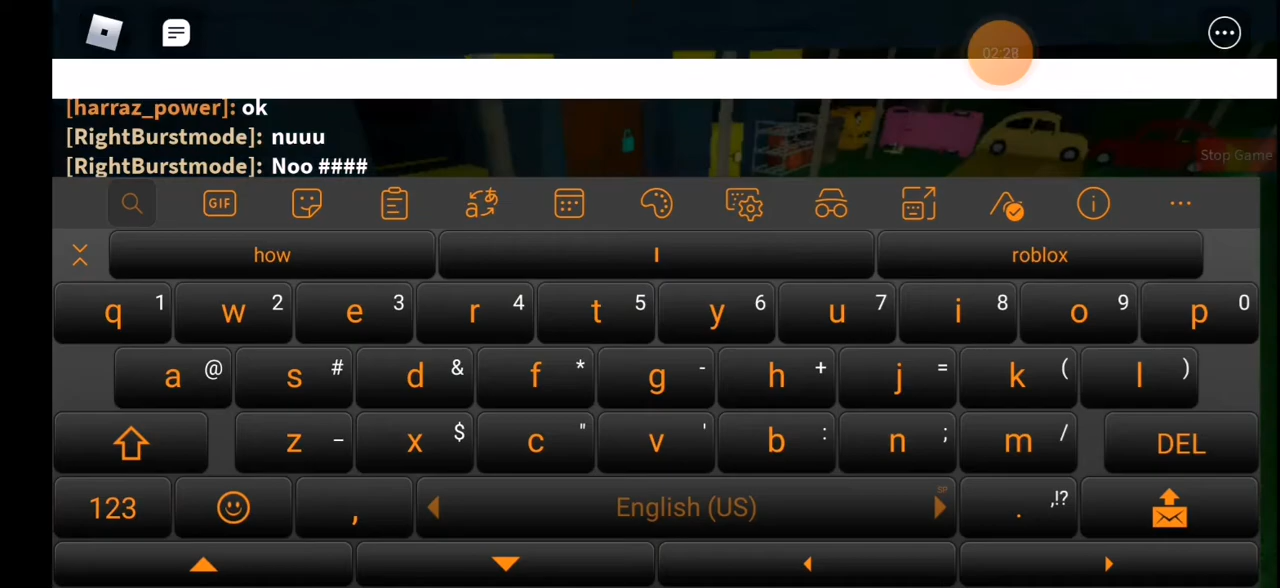 02:28
[harraz_power]: ok
[RightBurstmode]: nuuu
Stop Game
[RightBurstmode]: Noo ####
GIF
how I roblox
q 1 w 2 e 3 r 4 t 5 y 6 u 7 i 8 o 9 p 0
a @ s # d & f * g - h + j = k ( l )
z _ x $ c " v ' b : n ; m / DEL
123 , English (US) SP . ,!?